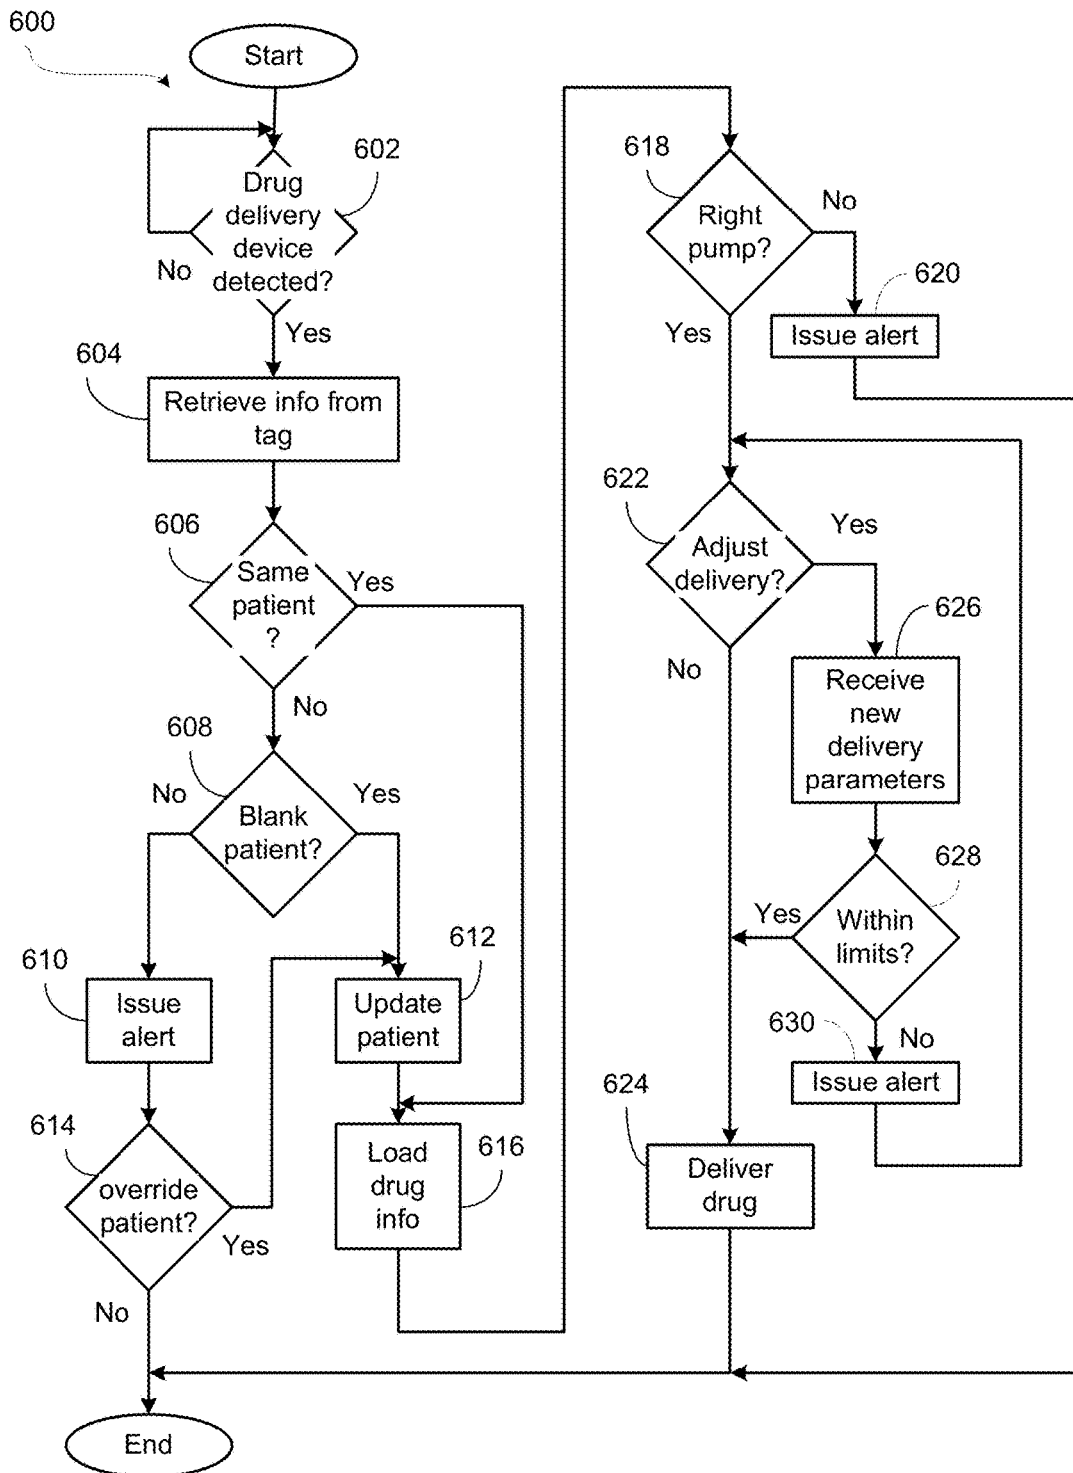 600
Start
602
Drug
delivery
device
detected?
No
Yes
604
Retrieve info from
tag
606
Same
patient
?
Yes
No
608
Blank
patient?
No
Yes
610
Issue
alert
612
Update
patient
614
override
patient?
Yes
No
616
Load
drug
info
End
618
Right
pump?
No
Yes
620
Issue alert
622
Adjust
delivery?
Yes
No
626
Receive
new
delivery
parameters
628
Within
limits?
Yes
No
630
Issue alert
624
Deliver
drug